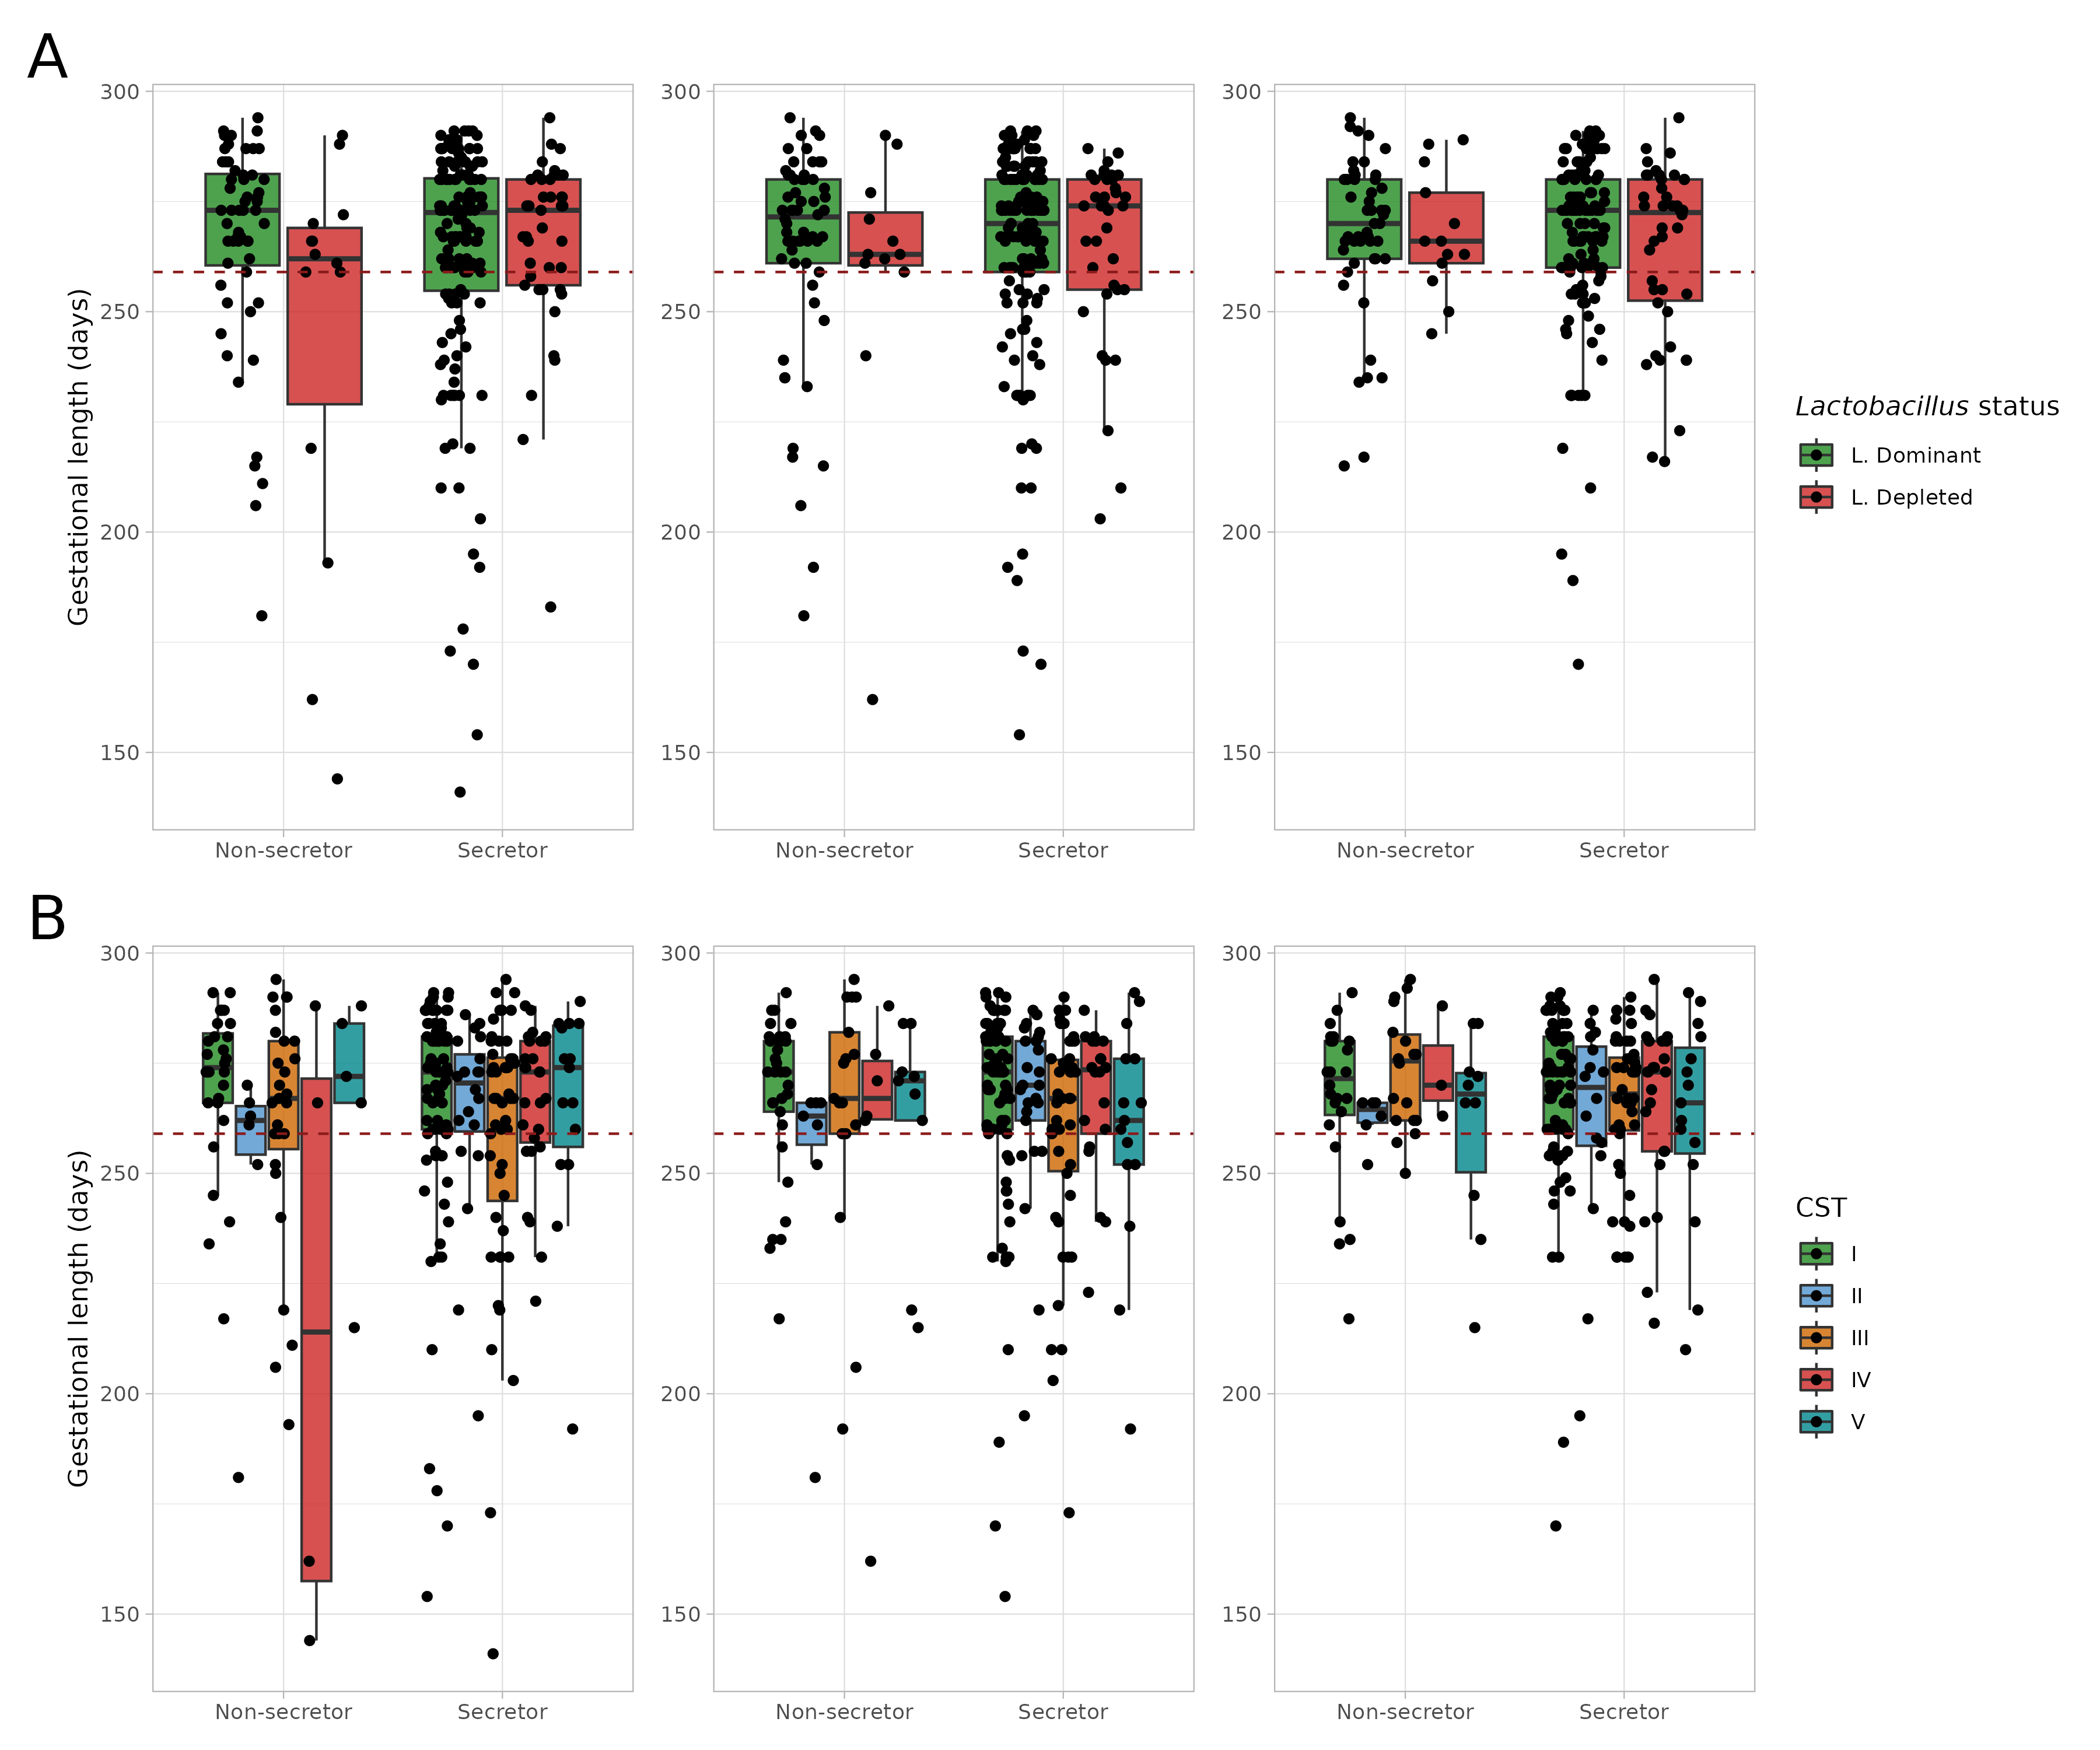 A
300
250
200
150
Gestational length (days)
Non-secretor Secretor
300
250
200
150
Non-secretor Secretor
300
250
200
150
Non-secretor Secretor
Lactobacillus status
L. Dominant
L. Depleted
B
300
250
200
150
Gestational length (days)
Non-secretor Secretor
300
250
200
150
Non-secretor Secretor
300
250
200
150
Non-secretor Secretor
CST
I
II
III
IV
V